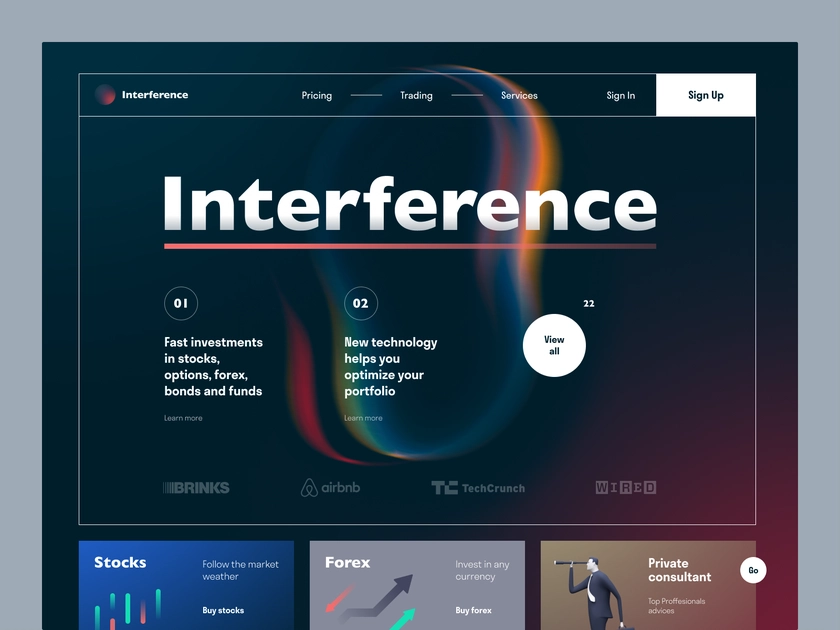 Interference
Pricing
Trading
Services
Sign In
Sign Up
Interference
01
Fast investments
in stocks,
options, forex,
bonds and funds
Learn more
02
New technology
helps you
optimize your
portfolio
Learn more
22
View
all
BRINKS
airbnb
TC TechCrunch
WIRED
Stocks
Follow the market
weather
Buy stocks
Forex
Invest in any
currency
Buy forex
Private
consultant
Top Proffesionals
advices
Go